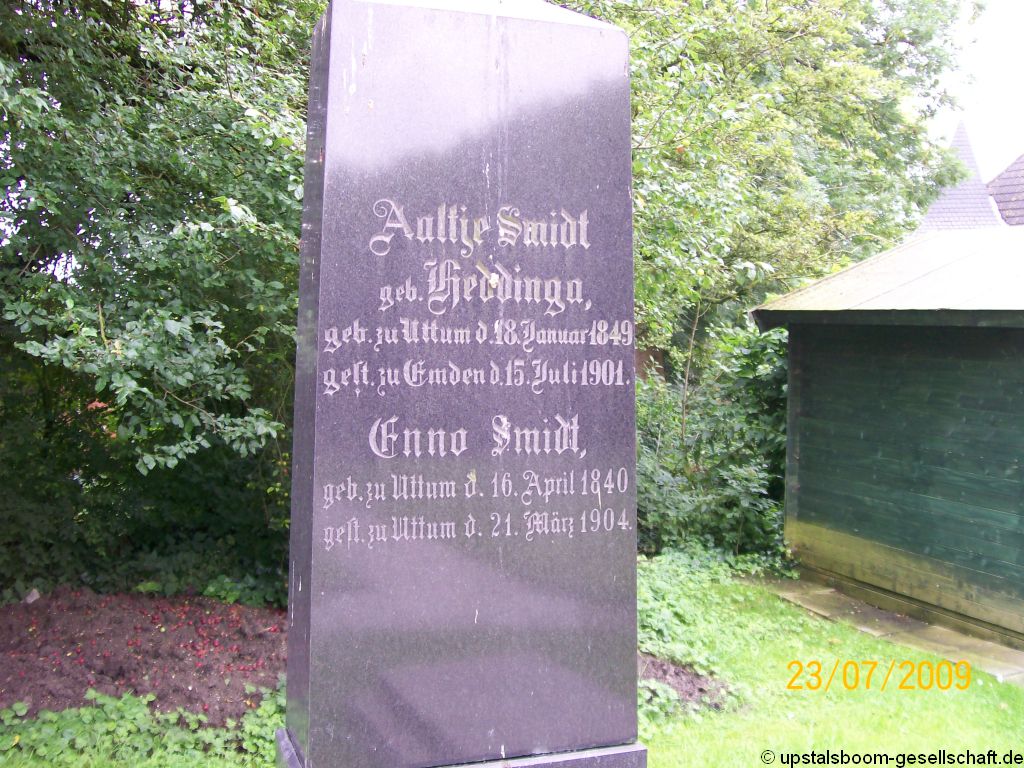 Aaltje Smidt
geb. Heddinga,
geb. zu Uttum d. 18. Januar 1849
gest. zu Emden d. 15. Juli 1901.
Enno Smidt,
geb. zu Uttum d. 16. April 1840
gest. zu Uttum d. 21. März 1904.
23/07/2009
© upstalsboom-gesellschaft.de